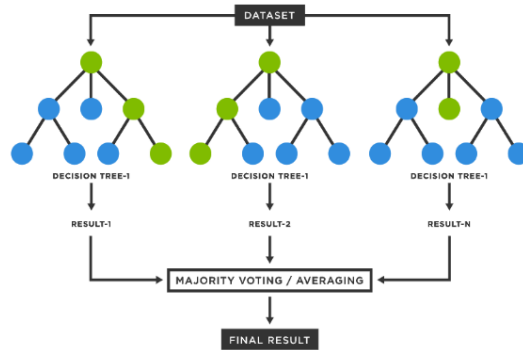 DATASET
DECISION TREE-1
DECISION TREE-1
DECISION TREE-1
RESULT-1
RESULT-2
RESULT-N
MAJORITY VOTING / AVERAGING
FINAL RESULT